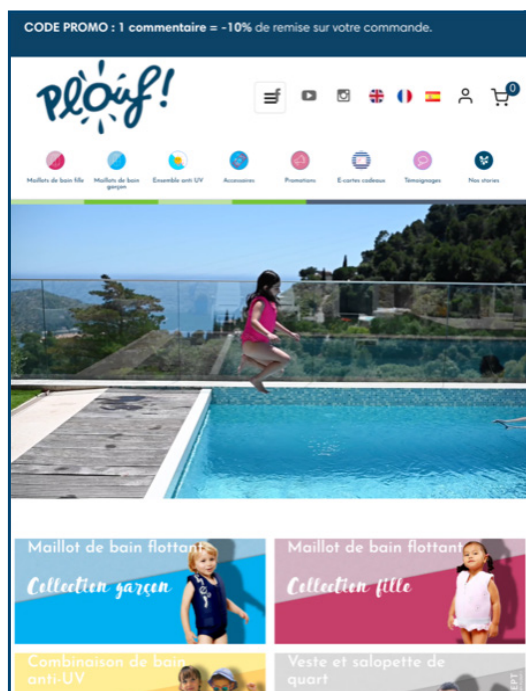 CODE PROMO : 1 commentaire = -10% de remise sur votre commande.
Plouf!
0
Maillots de bain fille
Maillots de bain garçon
Ensemble anti UV
Accessoires
Promotions
E-cartes cadeaux
Témoignages
Nos stories
Maillot de bain flottant
Collection garçon
Maillot de bain flottant
Collection fille
Combinaison de bain
anti-UV
Veste et salopette de
quart